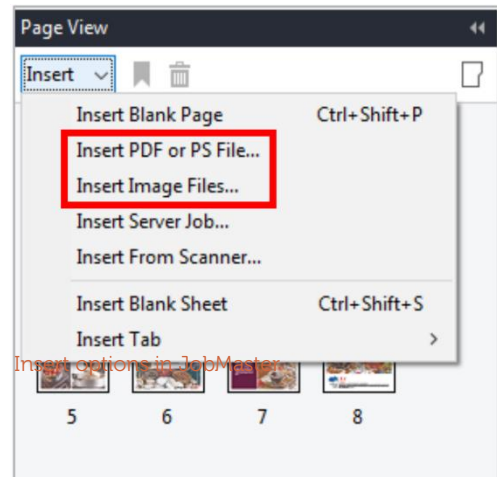 Page View
Insert
Insert Blank Page Ctrl+Shift+P
Insert PDF or PS File...
Insert Image Files...
Insert Server Job...
Insert From Scanner...
Insert Blank Sheet Ctrl+Shift+S
Insert Tab
Insert options in JobMaster
5 6 7 8